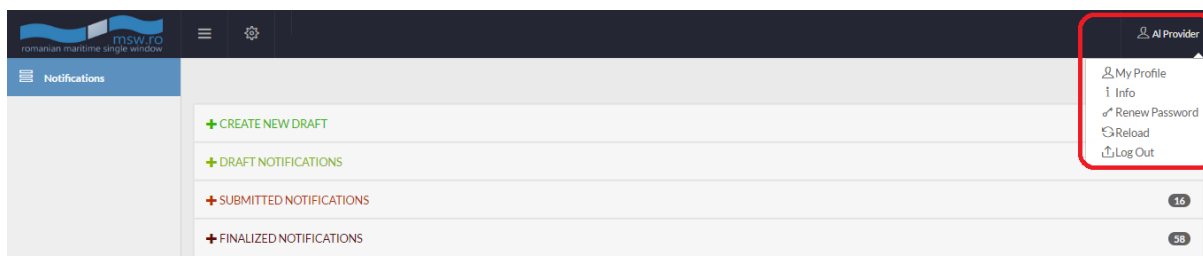 msw.ro
romanian maritime single window
Al Provider
Notifications
My Profile
Info
Renew Password
Reload
Log Out
CREATE NEW DRAFT
DRAFT NOTIFICATIONS
SUBMITTED NOTIFICATIONS 16
FINALIZED NOTIFICATIONS 58